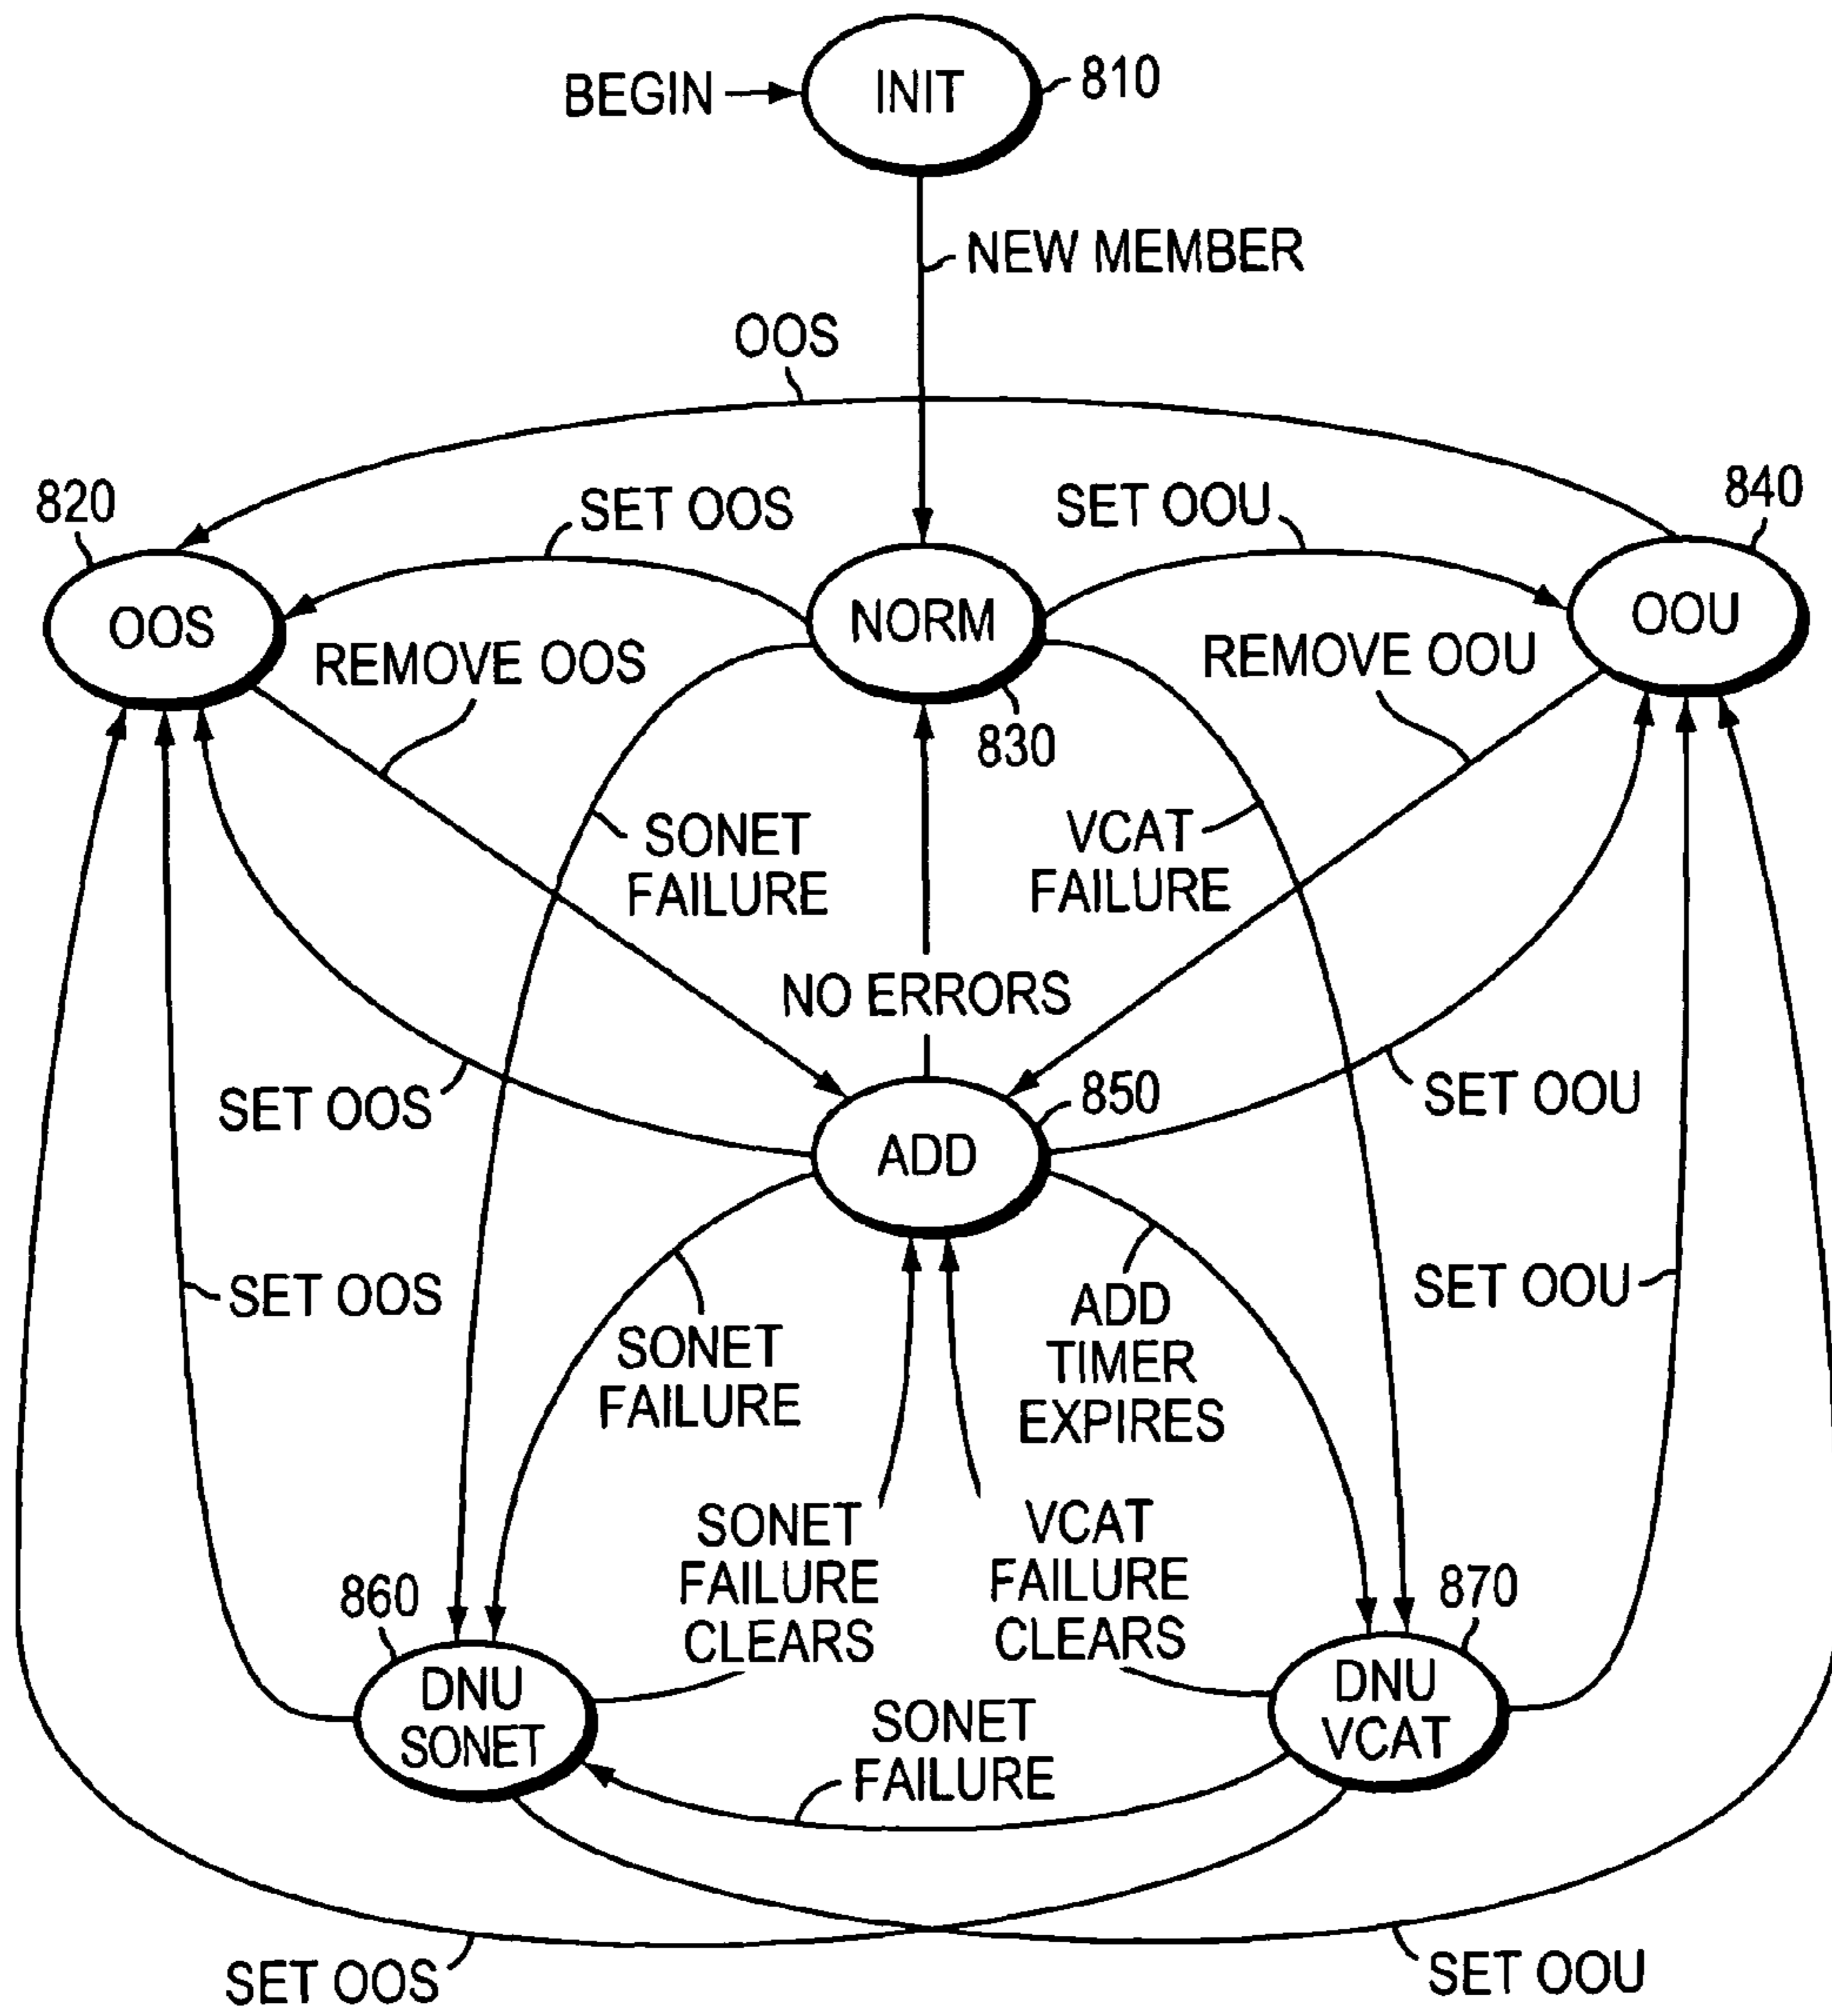 BEGIN
INIT
810
NEW MEMBER
OOS
820
SET OOS
SET OOU
840
OOS
NORM
OOU
REMOVE OOS
REMOVE OOU
830
SONET
FAILURE
VCAT
FAILURE
NO ERRORS
SET OOS
850
SET OOU
ADD
SET OOS
SET OOU
SONET
FAILURE
ADD
TIMER
EXPIRES
SONET
FAILURE
CLEARS
VCAT
FAILURE
CLEARS
860
870
DNU
SONET
DNU
VCAT
SONET
FAILURE
SET OOS
SET OOU